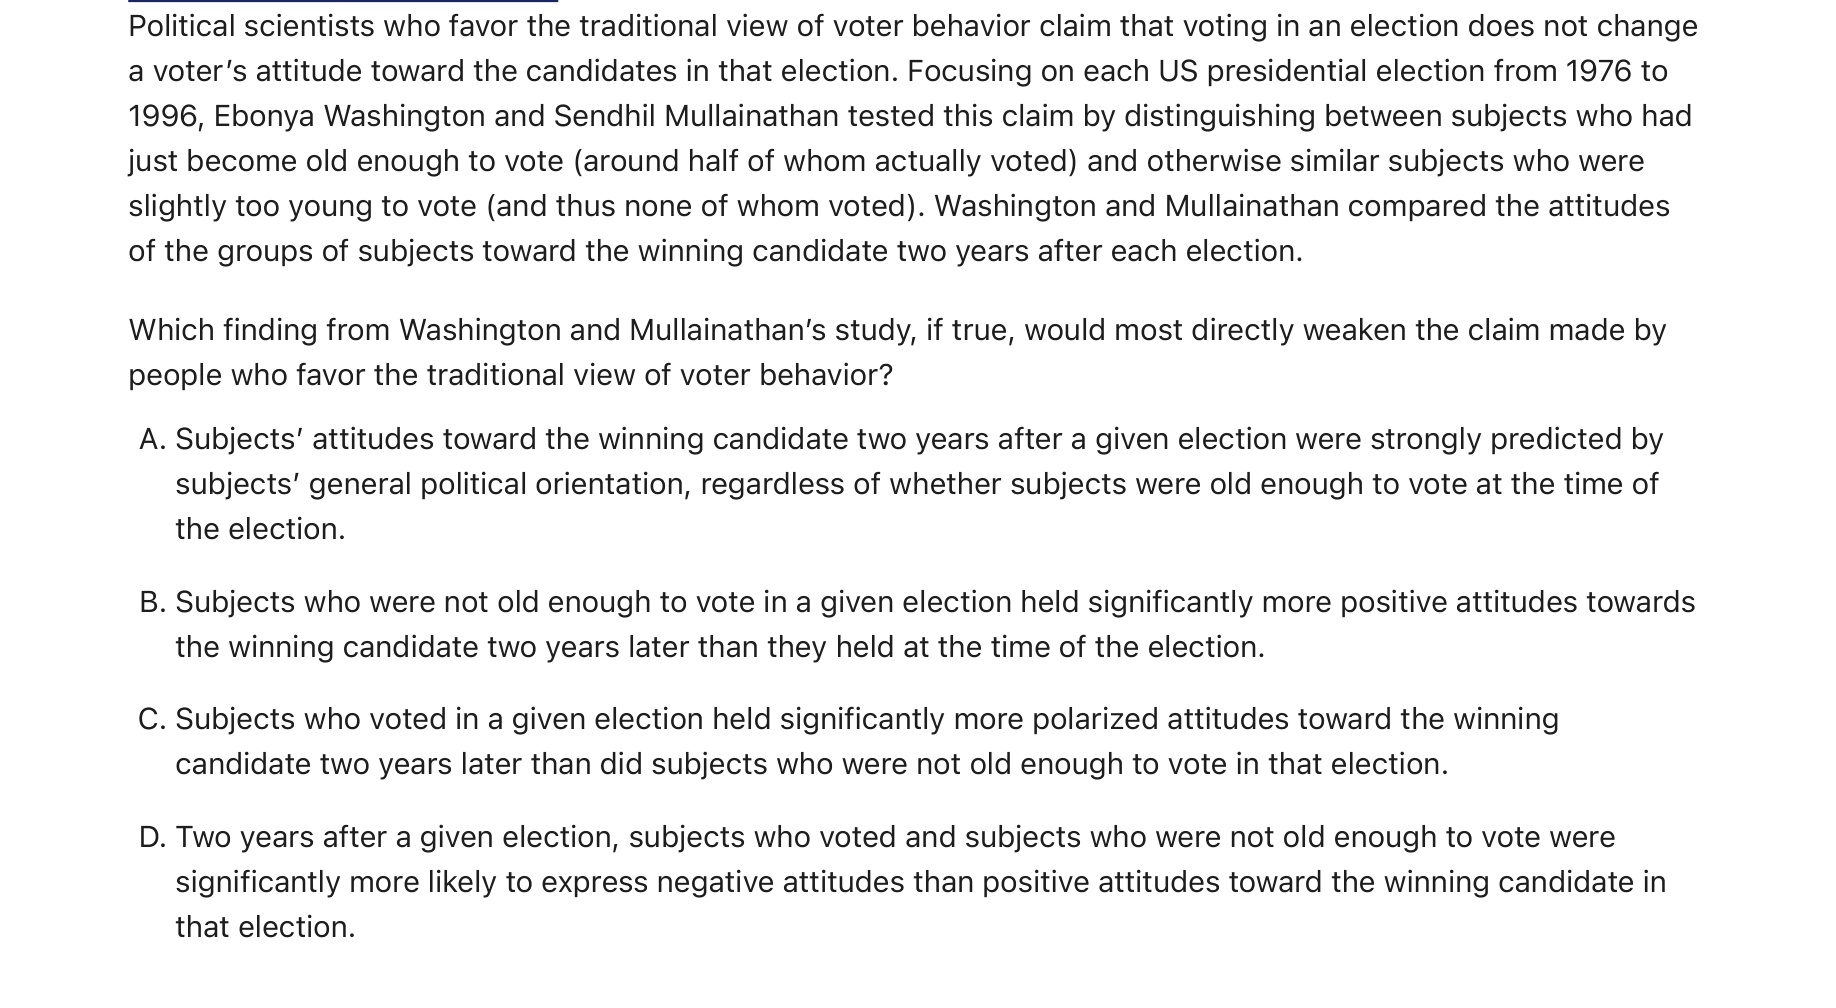 Political scientists who favor the traditional view of voter behavior claim that voting in an election does not change
a voter’s attitude toward the candidates in that election. Focusing on each US presidential election from 1976 to
1996, Ebonya Washington and Sendhil Mullainathan tested this claim by distinguishing between subjects who had
just become old enough to vote (around half of whom actually voted) and otherwise similar subjects who were
slightly too young to vote (and thus none of whom voted). Washington and Mullainathan compared the attitudes
of the groups of subjects toward the winning candidate two years after each election.
Which finding from Washington and Mullainathan’s study, if true, would most directly weaken the claim made by
people who favor the traditional view of voter behavior?
A. Subjects’ attitudes toward the winning candidate two years after a given election were strongly predicted by
subjects’ general political orientation, regardless of whether subjects were old enough to vote at the time of
the election.
B. Subjects who were not old enough to vote in a given election held significantly more positive attitudes towards
the winning candidate two years later than they held at the time of the election.
C. Subjects who voted in a given election held significantly more polarized attitudes toward the winning
candidate two years later than did subjects who were not old enough to vote in that election.
D. Two years after a given election, subjects who voted and subjects who were not old enough to vote were
significantly more likely to express negative attitudes than positive attitudes toward the winning candidate in
that election.